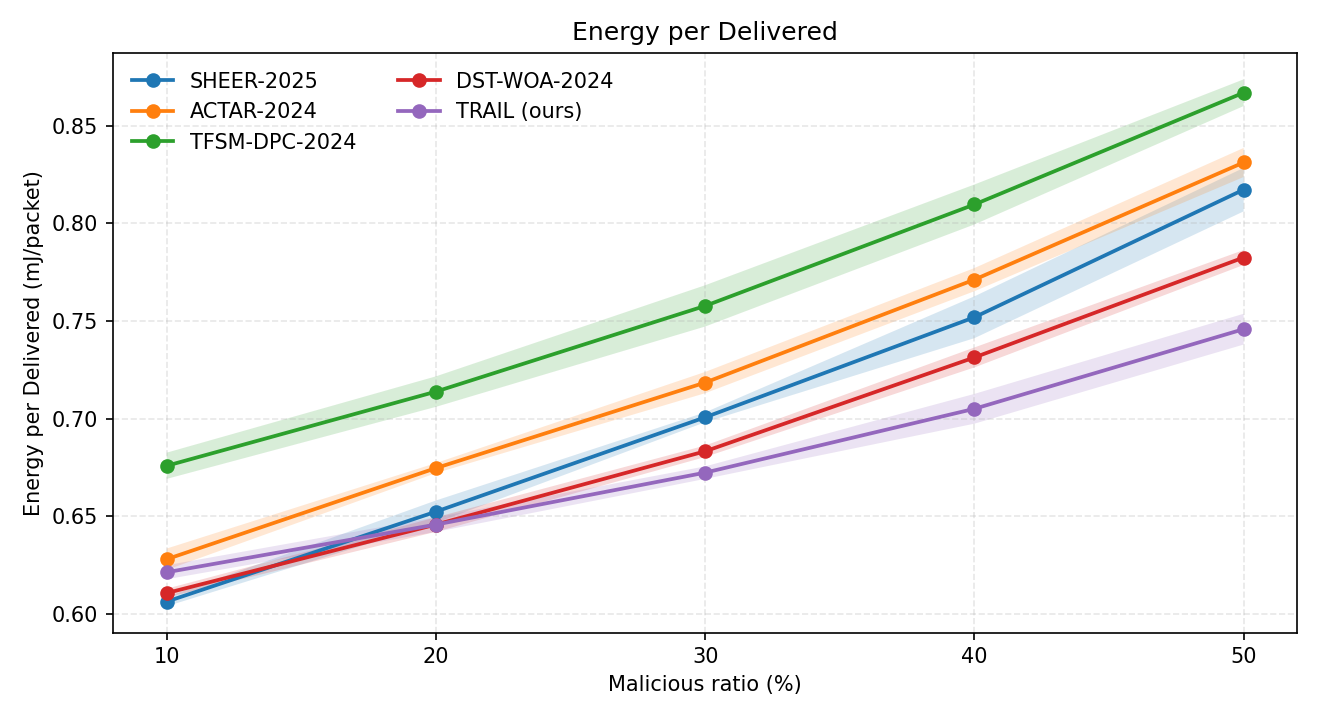 Energy per Delivered
SHEER-2025
ACTAR-2024
TFSM-DPC-2024
DST-WOA-2024
TRAIL (ours)
Energy per Delivered (mJ/packet)
0.85
0.80
0.75
0.70
0.65
0.60
10 20 30 40 50
Malicious ratio (%)